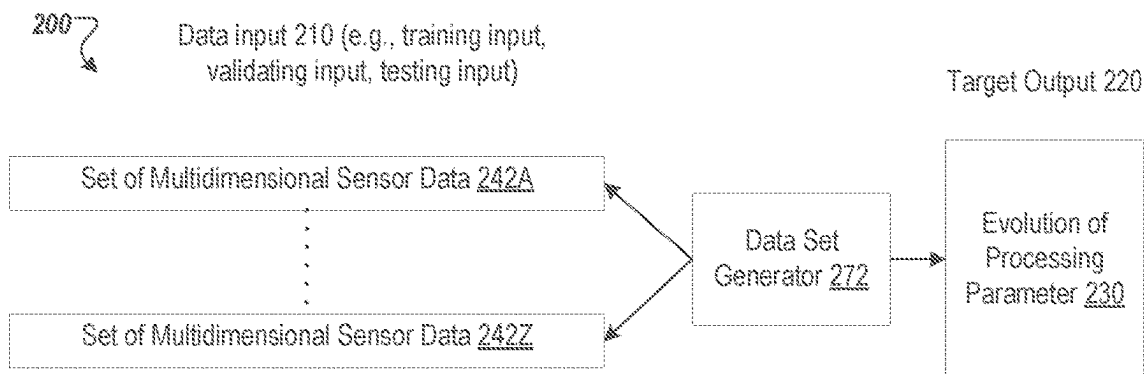 200
Data input 210 (e.g., training input,
validating input, testing input)
Target Output 220
Set of Multidimensional Sensor Data 242A
Set of Multidimensional Sensor Data 242Z
Data Set
Generator 272
Evolution of
Processing
Parameter 230